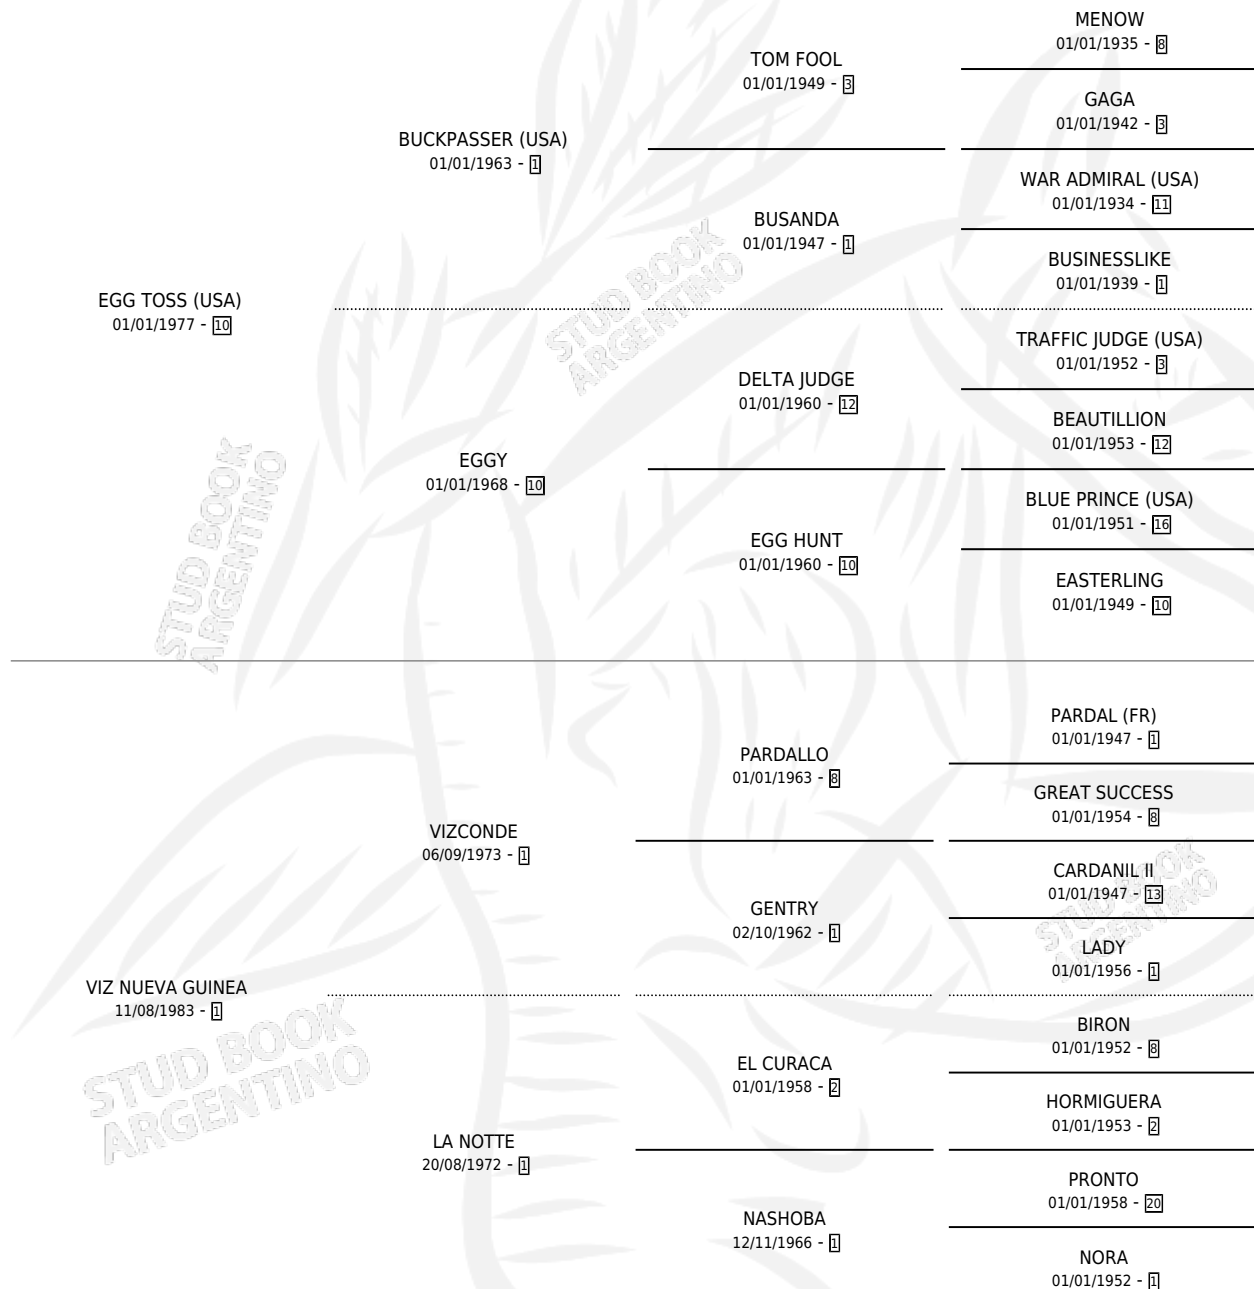 MENOW
01/01/1935 - 8
TOM FOOL
01/01/1949 - 3
GAGA
01/01/1942 - 3
BUCKPASSER (USA)
01/01/1963 - 1
WAR ADMIRAL (USA)
01/01/1934 - 11
BUSANDA
01/01/1947 - 1
BUSINESSLIKE
01/01/1939 - 1
EGG TOSS (USA)
01/01/1977 - 10
TRAFFIC JUDGE (USA)
01/01/1952 - 3
DELTA JUDGE
01/01/1960 - 12
BEAUTILLION
01/01/1953 - 12
EGGY
01/01/1968 - 10
BLUE PRINCE (USA)
01/01/1951 - 16
EGG HUNT
01/01/1960 - 10
EASTERLING
01/01/1949 - 10
PARDAL (FR)
01/01/1947 - 1
PARDALLO
01/01/1963 - 8
GREAT SUCCESS
01/01/1954 - 8
VIZCONDE
06/09/1973 - 1
CARDANIL II
01/01/1947 - 13
GENTRY
02/10/1962 - 1
LADY
01/01/1956 - 1
VIZ NUEVA GUINEA
11/08/1983 - 1
BIRON
01/01/1952 - 8
EL CURACA
01/01/1958 - 2
HORMIGUERA
01/01/1953 - 2
LA NOTTE
20/08/1972 - 1
PRONTO
01/01/1958 - 20
NASHOBA
12/11/1966 - 1
NORA
01/01/1952 - 1
STUD BOOK
ARGENTINO
STUD BOOK
ARGENTINO
STUD BOOK
ARGENTINO
STUD BOOK
ARGENTINO